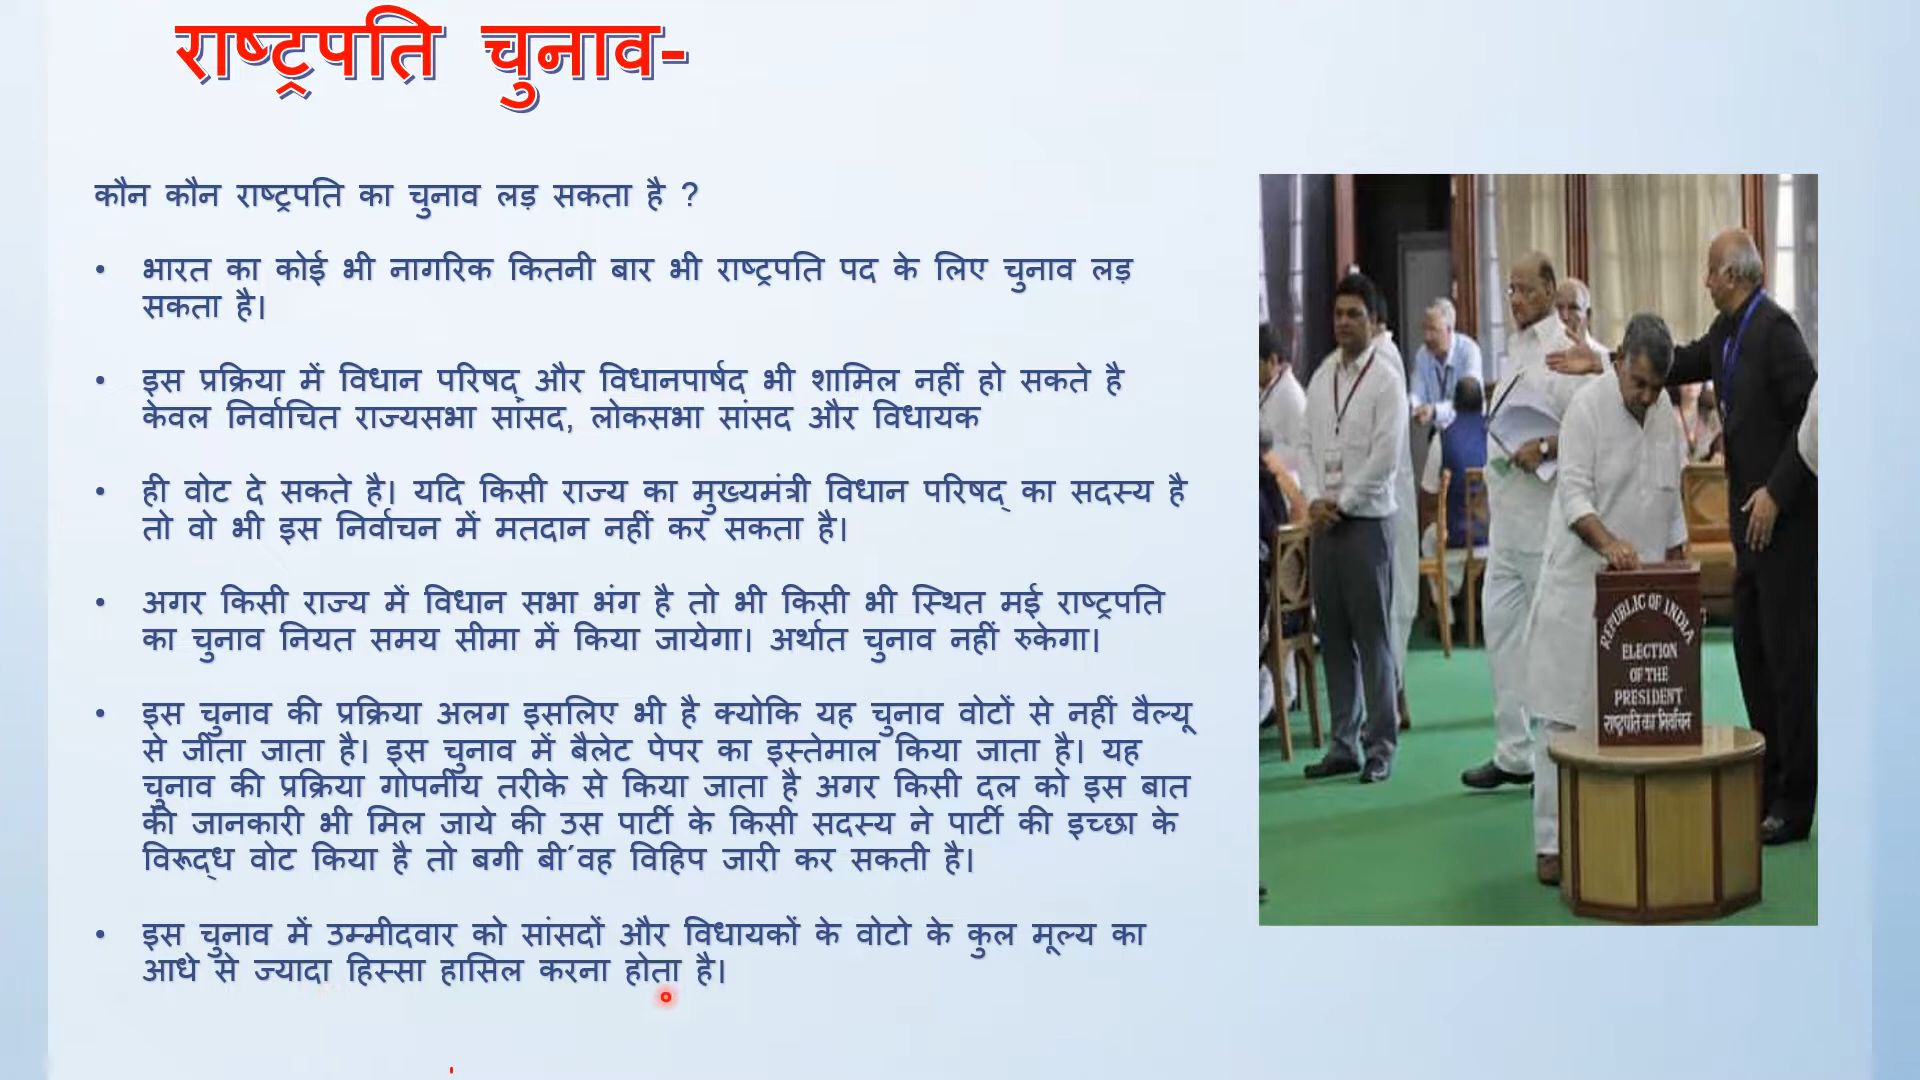 राष्ट्रपति चुनाव-
कौन कौन राष्ट्रपति का चुनाव लड़ सकता है ?
• भारत का कोई भी नागरिक कितनी बार भी राष्ट्रपति पद के लिए चुनाव लड़
सकता है।
• इस प्रक्रिया में विधान परिषद् और विधानपार्षद भी शामिल नहीं हो सकते है
केवल निर्वाचित राज्यसभा सांसद, लोकसभा सांसद और विधायक
• ही वोट दे सकते है। यदि किसी राज्य का मुख्यमंत्री विधान परिषद् का सदस्य है
तो वो भी इस निर्वाचन में मतदान नहीं कर सकता है।
• अगर किसी राज्य में विधान सभा भंग है तो भी किसी भी स्थित मई राष्ट्रपति
का चुनाव नियत समय सीमा में किया जायेगा। अर्थात चुनाव नहीं रुकेगा।
• इस चुनाव की प्रक्रिया अलग इसलिए भी है क्योकि यह चुनाव वोटों से नहीं वैल्यू
से जीता जाता है। इस चुनाव में बैलेट पेपर का इस्तेमाल किया जाता है। यह
चुनाव की प्रक्रिया गोपनीय तरीके से किया जाता है अगर किसी दल को इस बात
की जानकारी भी मिल जाये की उस पार्टी के किसी सदस्य ने पार्टी की इच्छा के
विरूद्ध वोट किया है तो बगी बी´वह विहिप जारी कर सकती है।
• इस चुनाव में उम्मीदवार को सांसदों और विधायकों के वोटो के कुल मूल्य का
आधे से ज्यादा हिस्सा हासिल करना होता है।
REPUBLIC OF INDIA
ELECTION
OF THE
PRESIDENT
राष्ट्रपति का निर्वाचन